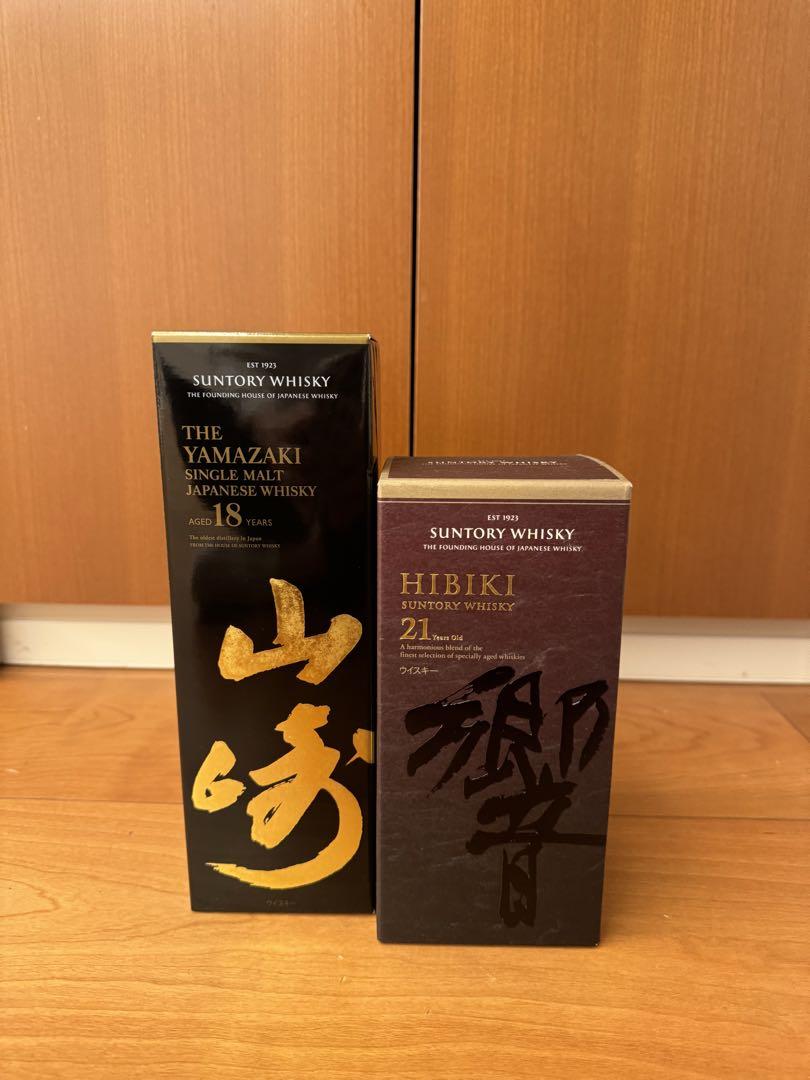 EST 1923
SUNTORY WHISKY
THE FOUNDING HOUSE OF JAPANESE WHISKY
THE
YAMAZAKI
SINGLE MALT
JAPANESE WHISKY
AGED 18 YEARS
The oldest distillery in Japan
FROM THE HOUSE OF SUNTORY WHISKY
山崎
ウイスキー
SUNTORY WHISKY
EST 1923
SUNTORY WHISKY
THE FOUNDING HOUSE OF JAPANESE WHISKY
HIBIKI
SUNTORY WHISKY
21 Years Old
A harmonious blend of the
finest selection of specially aged whiskies
ウイスキー
響